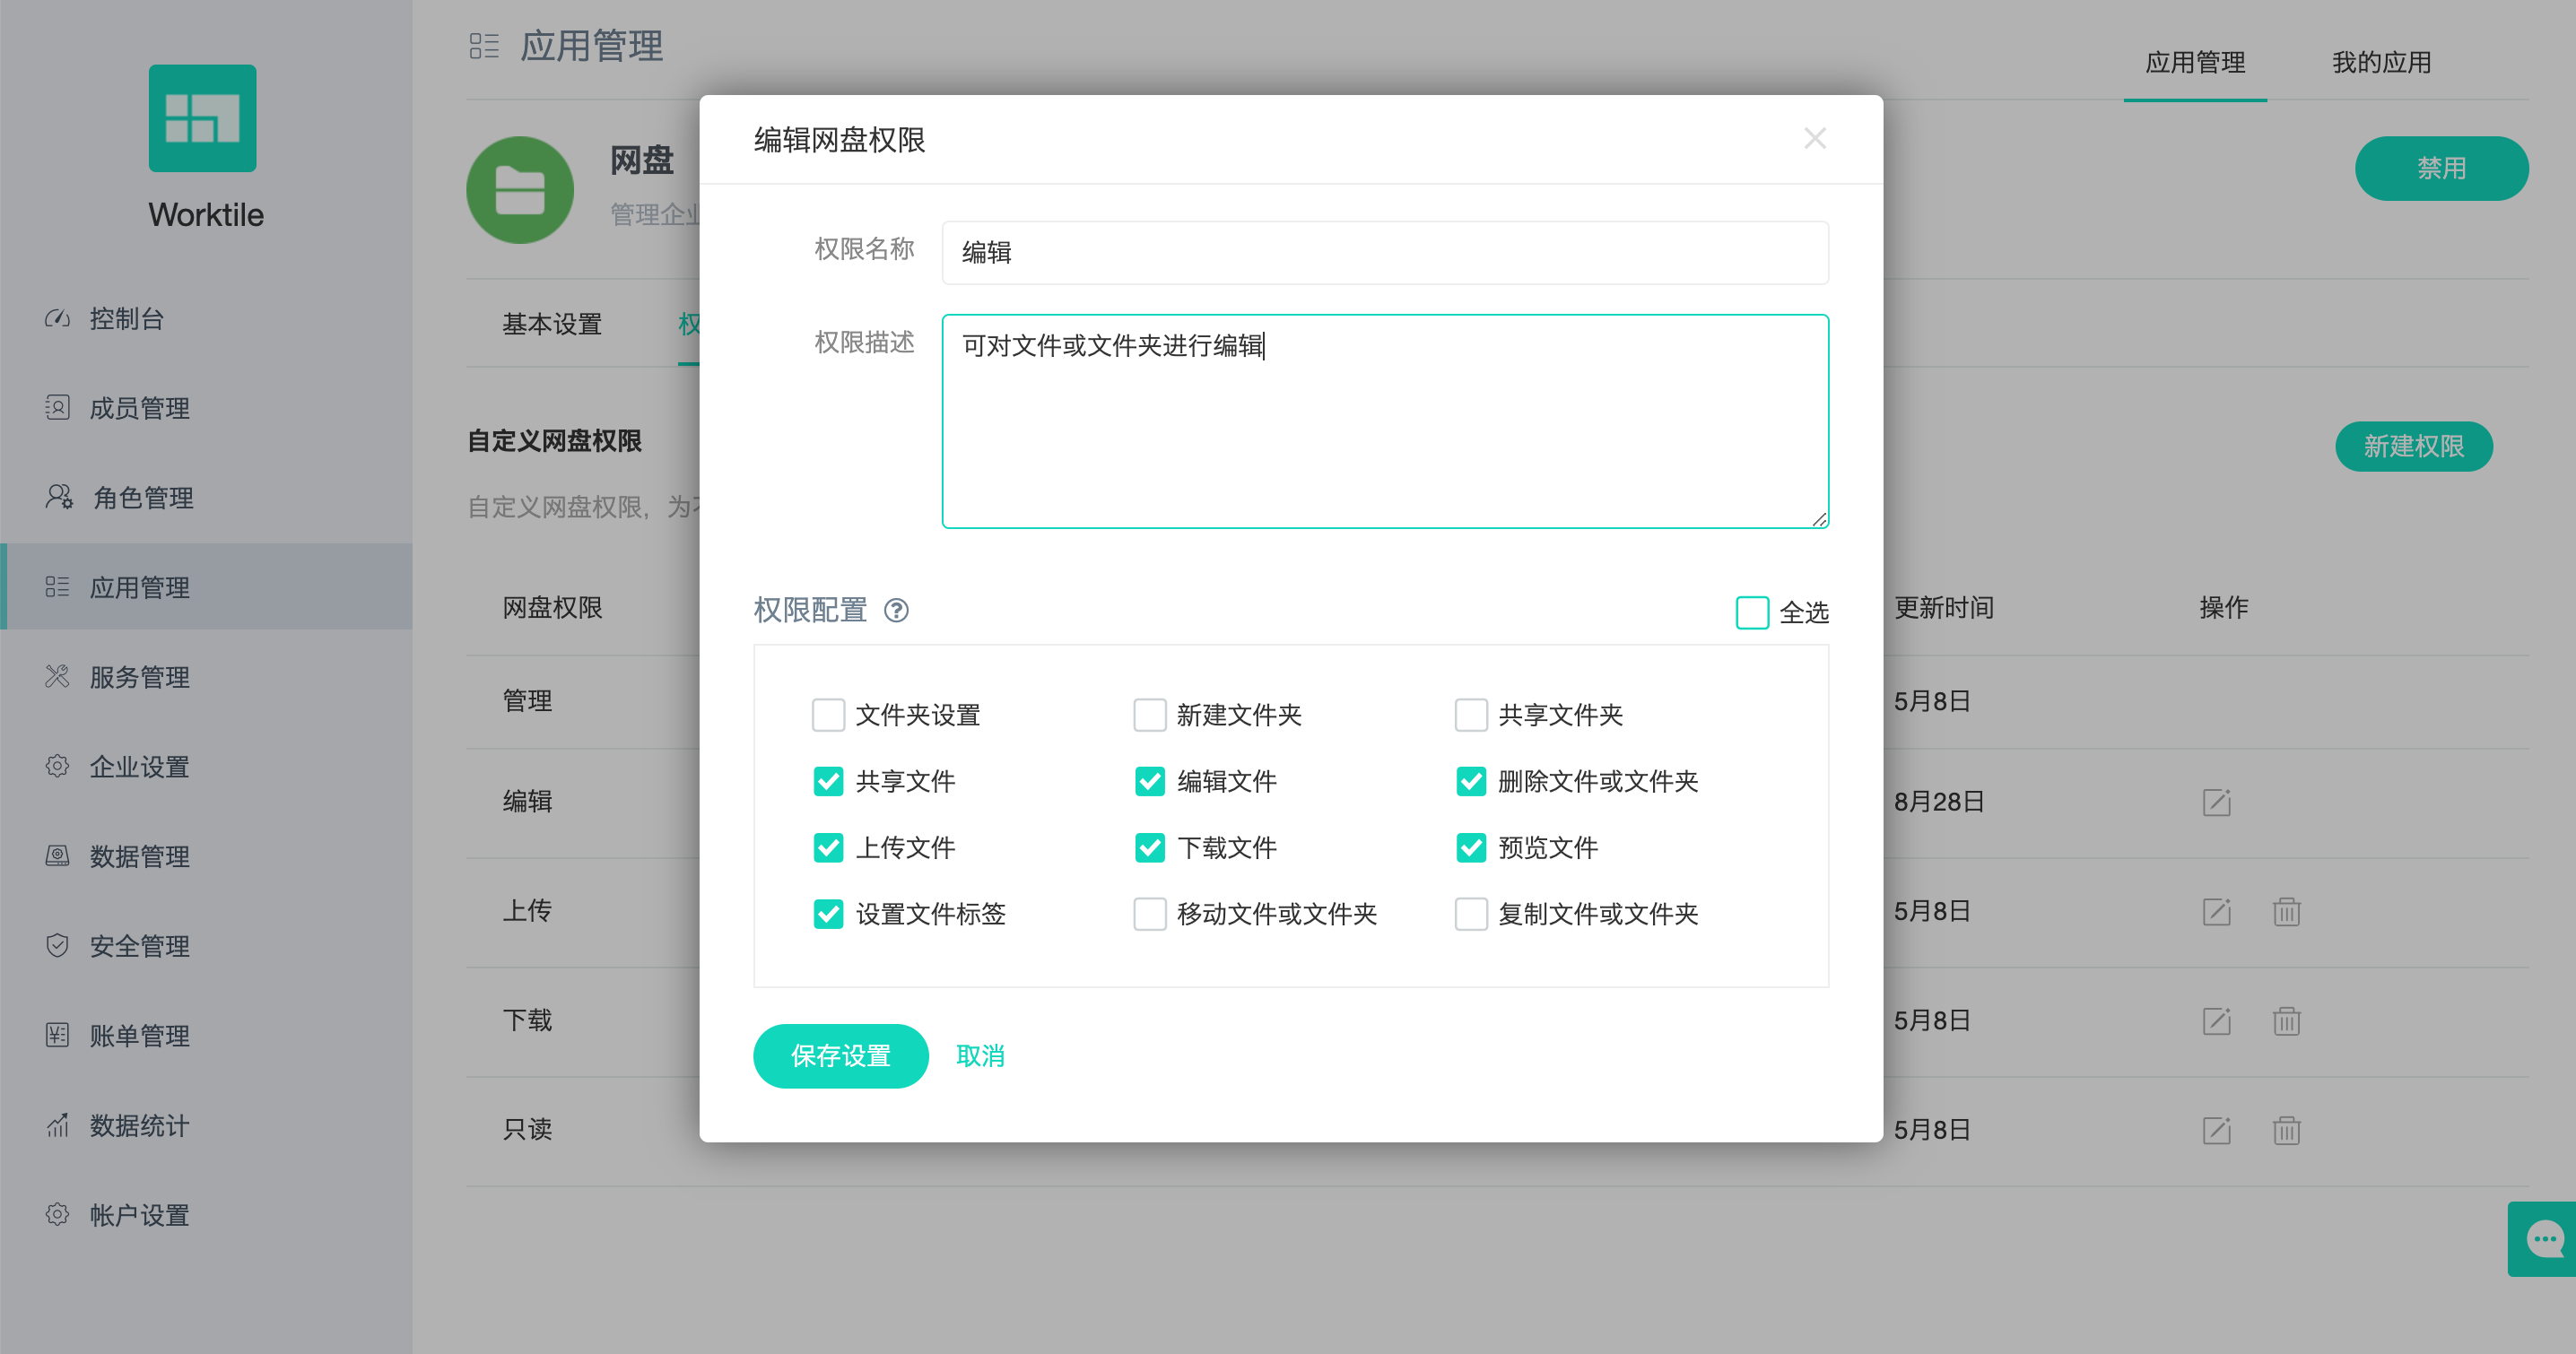 应用管理
应用管理
我的应用
Worktile
网盘
管理企业
禁用
控制台
成员管理
角色管理
应用管理
服务管理
企业设置
数据管理
安全管理
账单管理
数据统计
帐户设置
基本设置
自定义网盘权限
自定义网盘权限，为
新建权限
网盘权限
更新时间
操作
管理
5月8日
编辑
8月28日
上传
5月8日
下载
5月8日
只读
5月8日
编辑网盘权限
权限名称
编辑
权限描述
可对文件或文件夹进行编辑
权限配置
全选
文件夹设置
新建文件夹
共享文件夹
共享文件
编辑文件
删除文件或文件夹
上传文件
下载文件
预览文件
设置文件标签
移动文件或文件夹
复制文件或文件夹
保存设置
取消